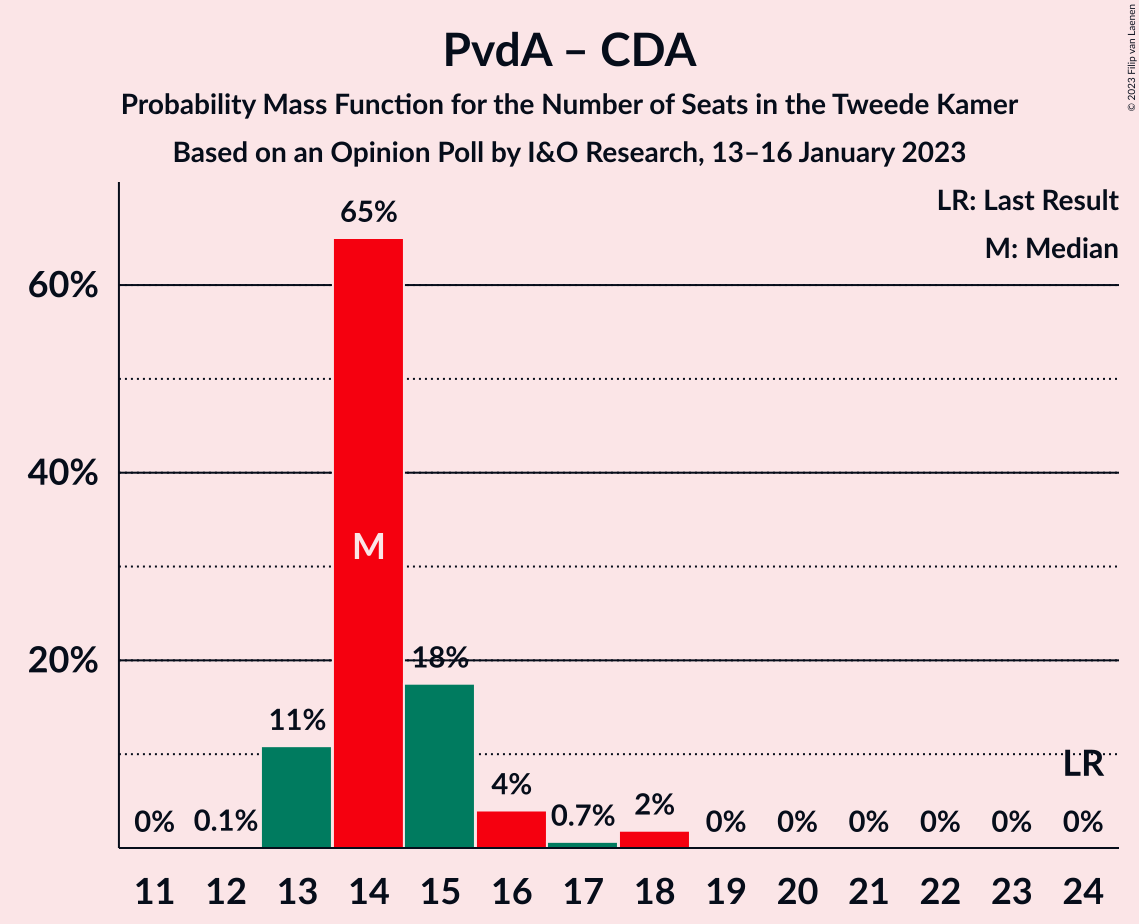 PvdA – CDA
Probability Mass Function for the Number of Seats in the Tweede Kamer
Based on an Opinion Poll by I&O Research, 13–16 January 2023
© 2023 Filip van Laenen
LR: Last Result
M: Median
60%
40%
20%
0%
0.1%
11%
65%
M
18%
4%
0.7%
2%
0%
0%
0%
0%
0%
0%
LR
11 12 13 14 15 16 17 18 19 20 21 22 23 24